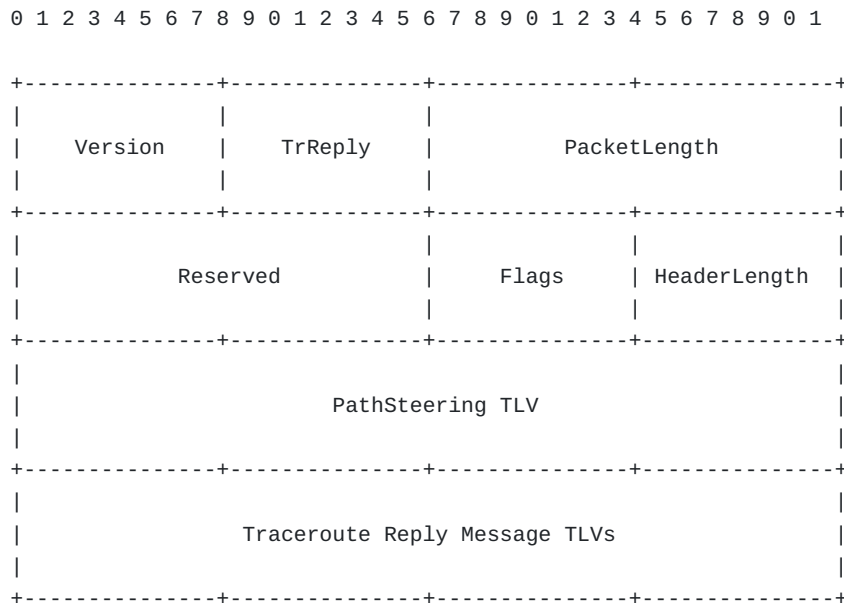 0 1 2 3 4 5 6 7 8 9 0 1 2 3 4 5 6 7 8 9 0 1 2 3 4 5 6 7 8 9 0 1
Version TrReply PacketLength
Reserved Flags HeaderLength
PathSteering TLV
Traceroute Reply Message TLVs